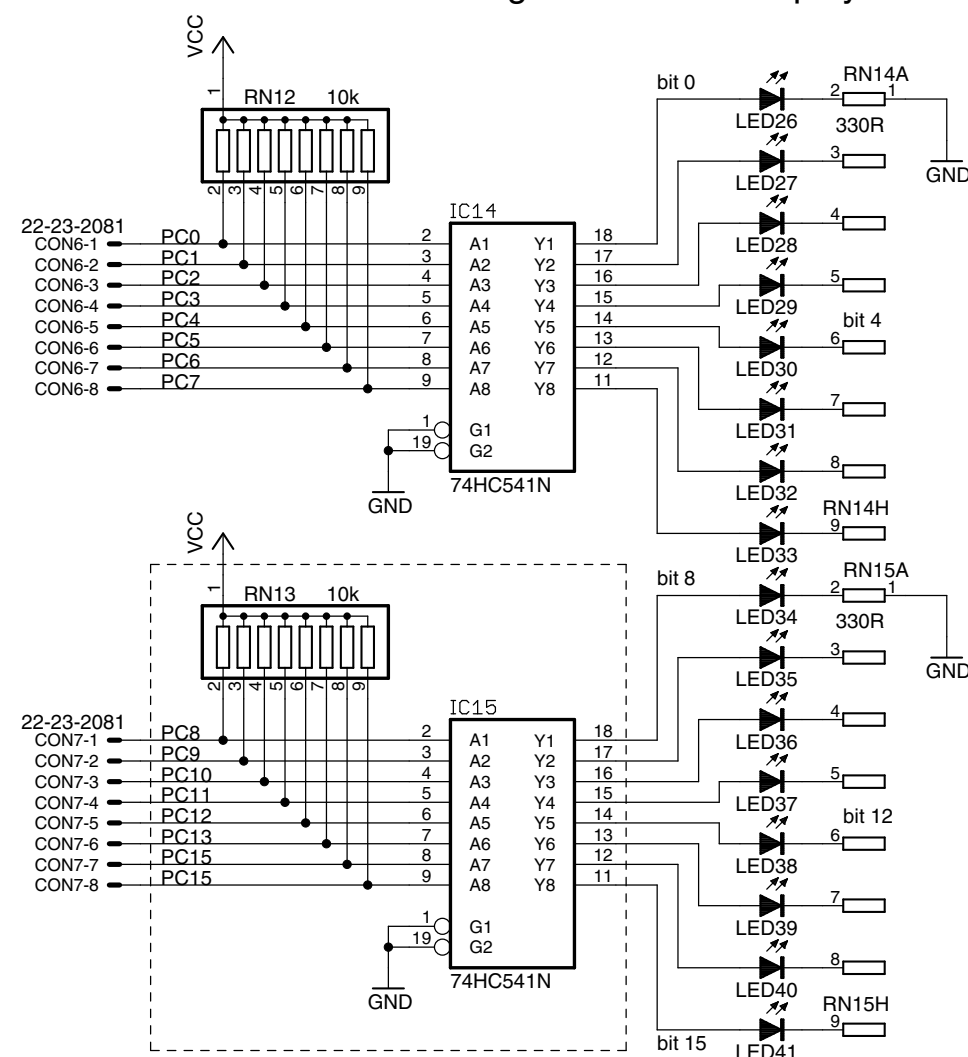 VCC
1
RN12 10k
2 3 4 5 6 7 8 9
22-23-2081
CON6-1 PC0
CON6-2 PC1
CON6-3 PC2
CON6-4 PC3
CON6-5 PC4
CON6-6 PC5
CON6-7 PC6
CON6-8 PC7
IC14
2 A1 Y1 18
3 A2 Y2 17
4 A3 Y3 16
5 A4 Y4 15
6 A5 Y5 14
7 A6 Y6 13
8 A7 Y7 12
9 A8 Y8 11
1 G1
19 G2
GND
74HC541N
bit 0
LED26 2 RN14A 1
330R
GND
LED27 3
LED28 4
LED29 5
bit 4
LED30 6
LED31 7
LED32 8
RN14H
LED33 9
VCC
1
RN13 10k
2 3 4 5 6 7 8 9
22-23-2081
CON7-1 PC8
CON7-2 PC9
CON7-3 PC10
CON7-4 PC11
CON7-5 PC12
CON7-6 PC13
CON7-7 PC15
CON7-8 PC15
IC15
2 A1 Y1 18
3 A2 Y2 17
4 A3 Y3 16
5 A4 Y4 15
6 A5 Y5 14
7 A6 Y6 13
8 A7 Y7 12
9 A8 Y8 11
1 G1
19 G2
GND
74HC541N
bit 8
LED34 2 RN15A 1
330R
GND
LED35 3
LED36 4
LED37 5
bit 12
LED38 6
LED39 7
LED40 8
RN15H
bit 15 LED41 9